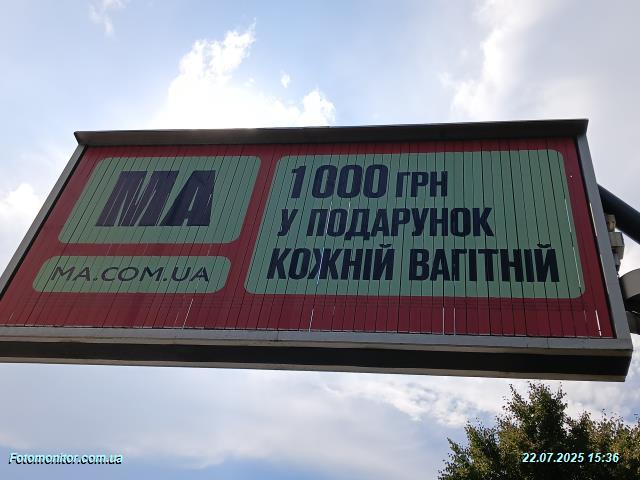 МА
MA.COM.UA
1000 ГРН
У ПОДАРУНОК
КОЖНІЙ ВАГІТНІЙ
Fotomonitor.com.ua
22.07.2025 15:36